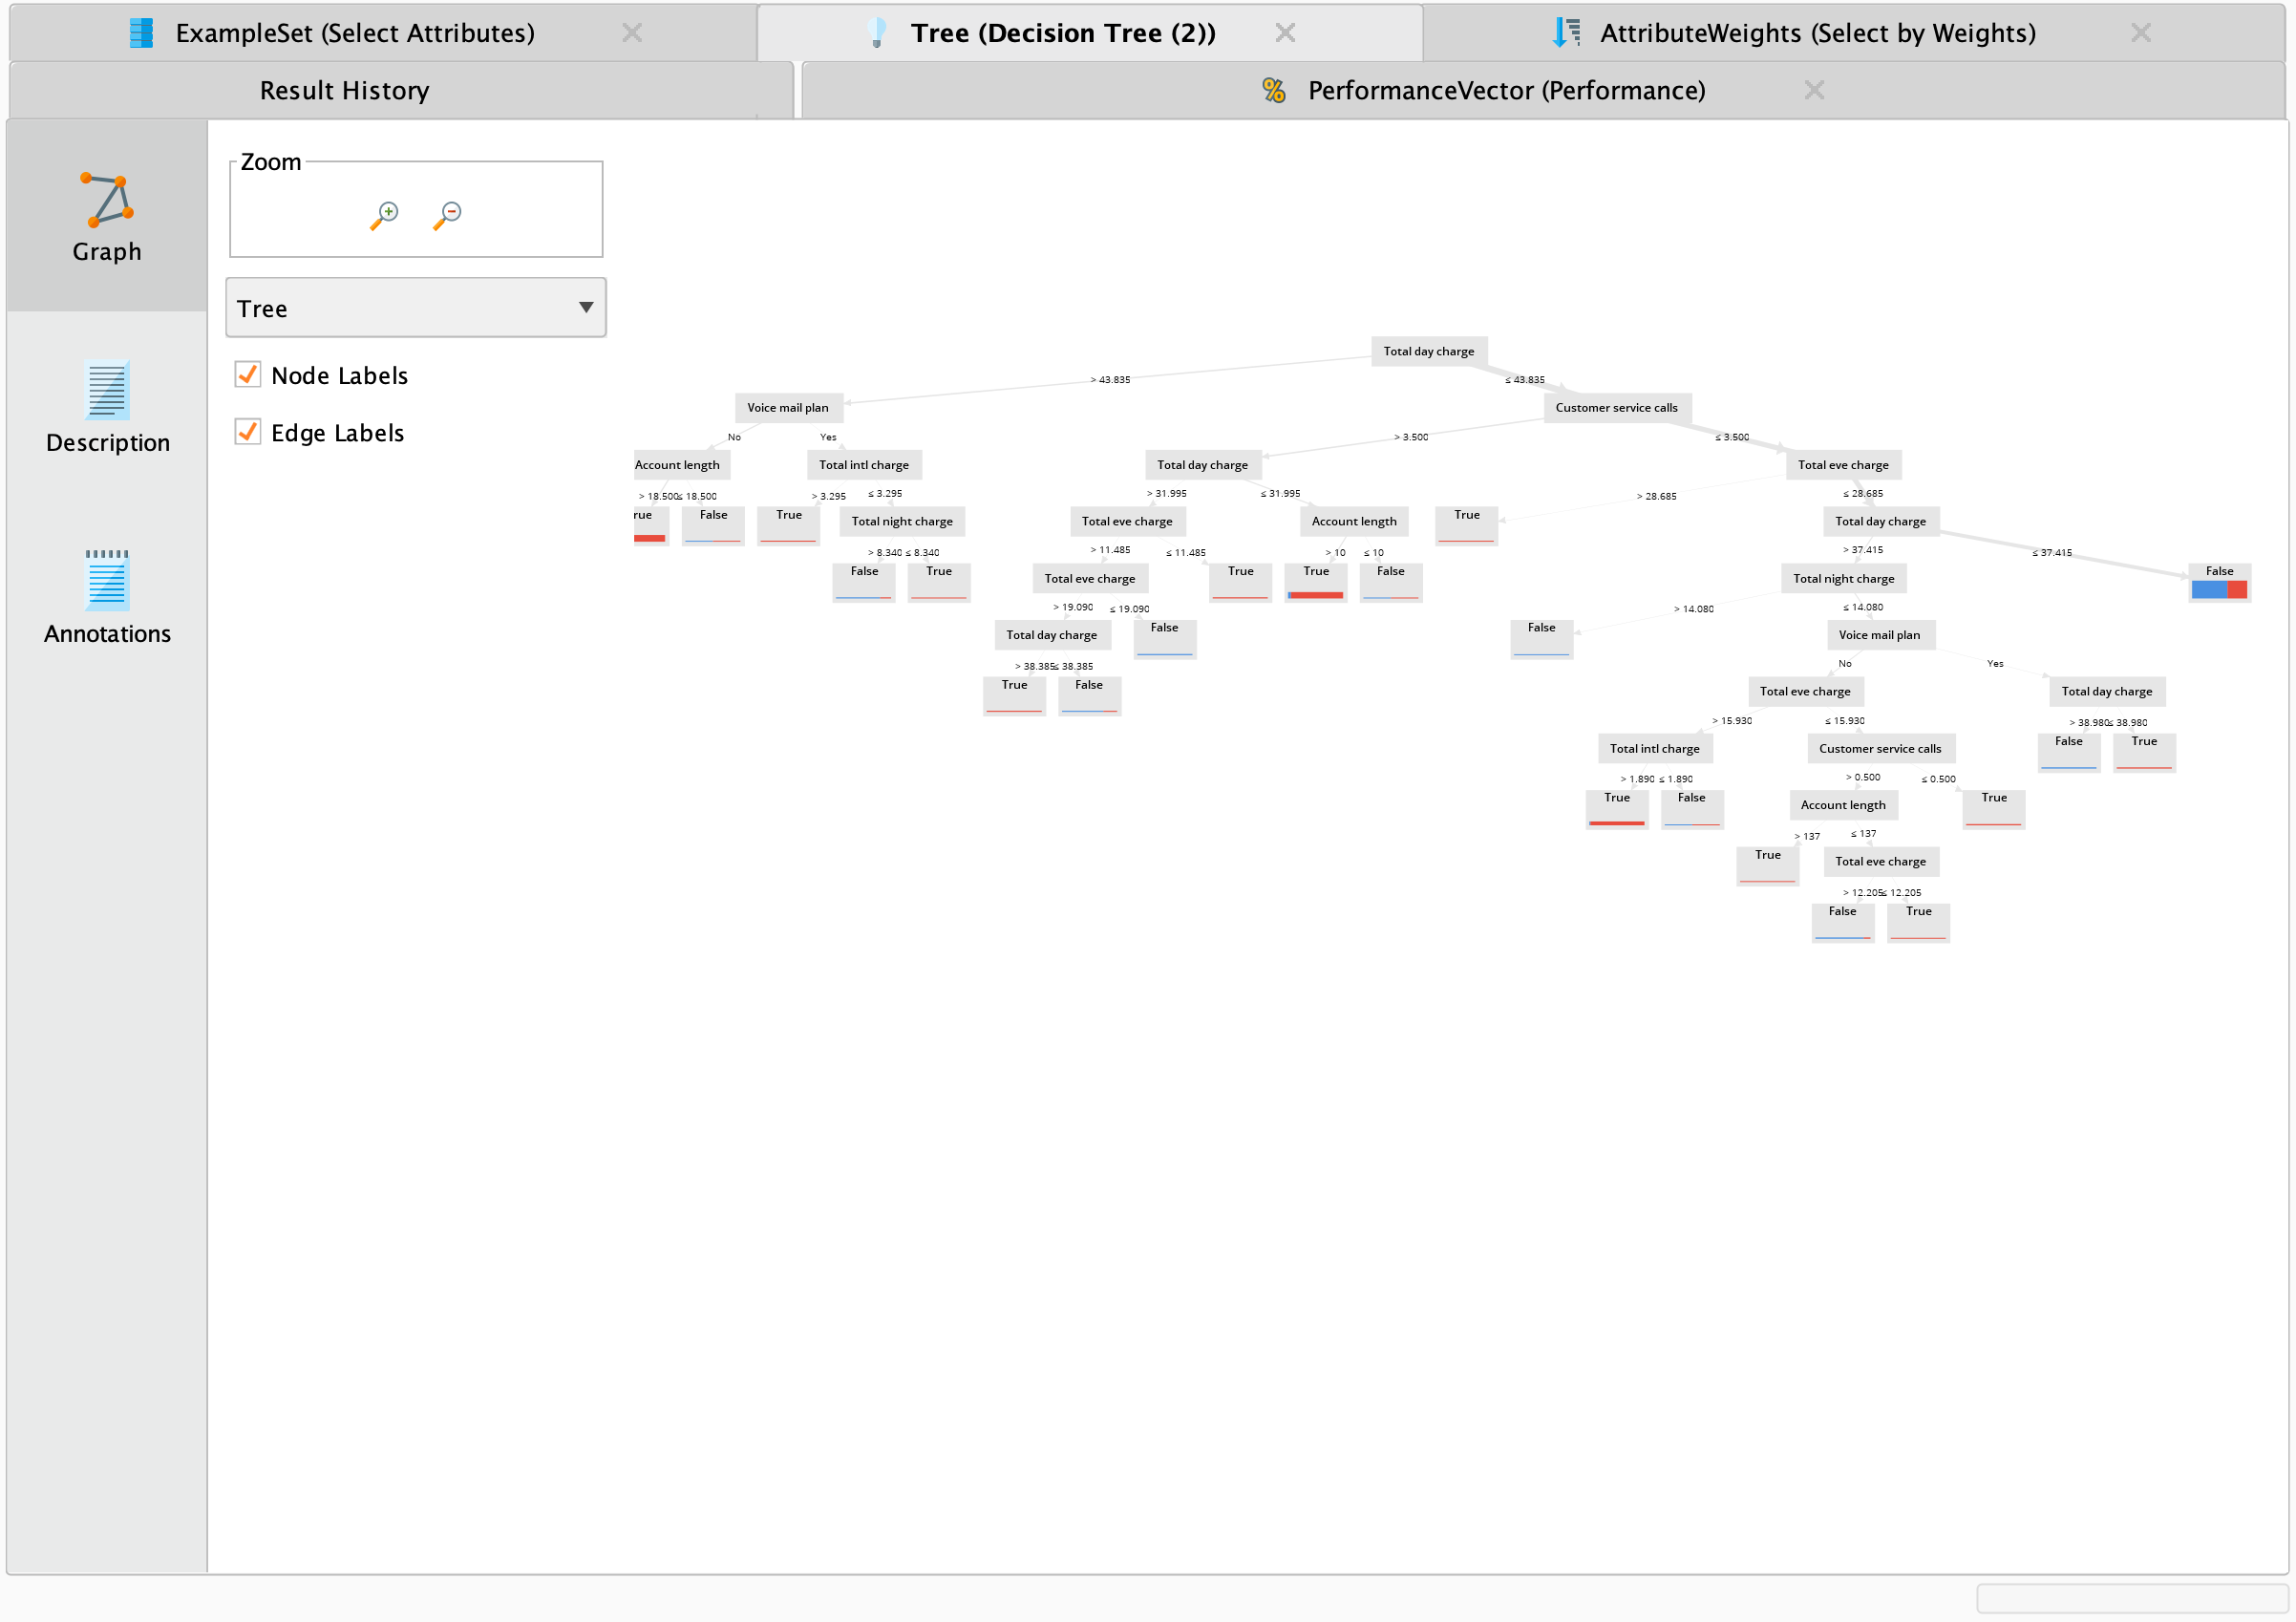 ExampleSet (Select Attributes)
Tree (Decision Tree (2))
AttributeWeights (Select by Weights)
Result History
PerformanceVector (Performance)
Graph
Description
Annotations
Zoom
Tree
Node Labels
Edge Labels
Total day charge
> 43.835 ≤ 43.835
Voice mail plan Customer service calls
No Yes > 3.500 ≤ 3.500
Account length Total intl charge Total day charge Total eve charge
> 18.500 ≤ 18.500 > 3.295 ≤ 3.295 > 31.995 ≤ 31.995 > 28.685 ≤ 28.685
rue False True Total night charge Total eve charge Account length True Total day charge
> 8.340 ≤ 8.340 > 11.485 ≤ 11.485 > 10 ≤ 10 > 37.415 ≤ 37.415
False True Total eve charge True True False Total night charge False
> 19.090 ≤ 19.090 > 14.080 ≤ 14.080
Total day charge False False Voice mail plan
> 38.385 ≤ 38.385 No Yes
True False Total eve charge Total day charge
> 15.930 ≤ 15.930 > 38.980 ≤ 38.980
Total intl charge Customer service calls False True
> 1.890 ≤ 1.890 > 0.500 ≤ 0.500
True False Account length True
> 137 ≤ 137
True Total eve charge
> 12.205 ≤ 12.205
False True